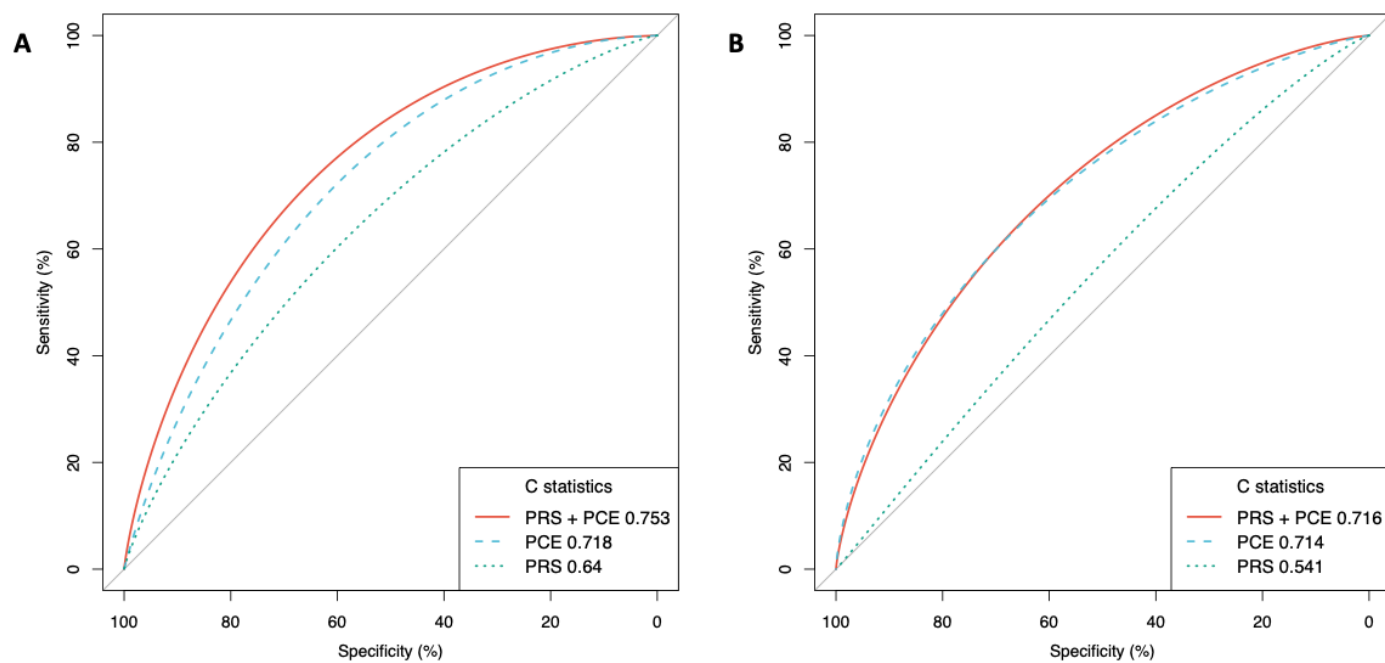 A
100
80
60
40
20
0
Sensitivity (%)
C statistics
PRS + PCE 0.753
PCE 0.718
PRS 0.64
100 80 60 40 20 0
Specificity (%)
B
100
80
60
40
20
0
Sensitivity (%)
C statistics
PRS + PCE 0.716
PCE 0.714
PRS 0.541
100 80 60 40 20 0
Specificity (%)